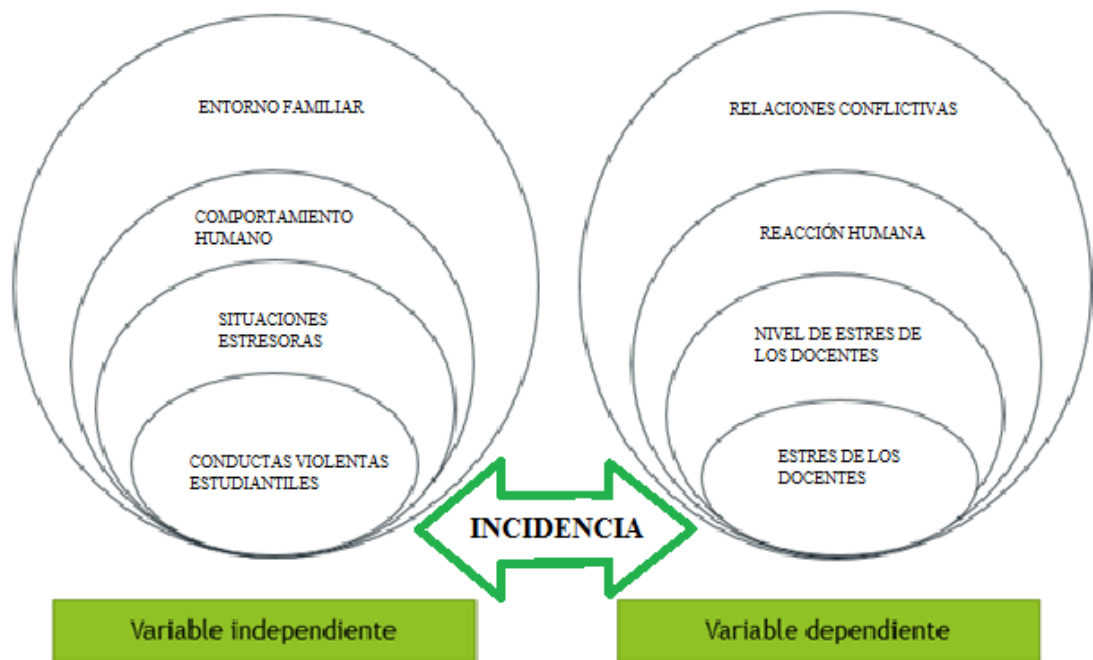 ENTORNO FAMILIAR
COMPORTAMIENTO
HUMANO
SITUACIONES
ESTRESORAS
CONDUCTAS VIOLENTAS
ESTUDIANTILES
RELACIONES CONFLICTIVAS
REACCIÓN HUMANA
NIVEL DE ESTRES DE
LOS DOCENTES
ESTRES DE LOS
DOCENTES
INCIDENCIA
Variable independiente
Variable dependiente